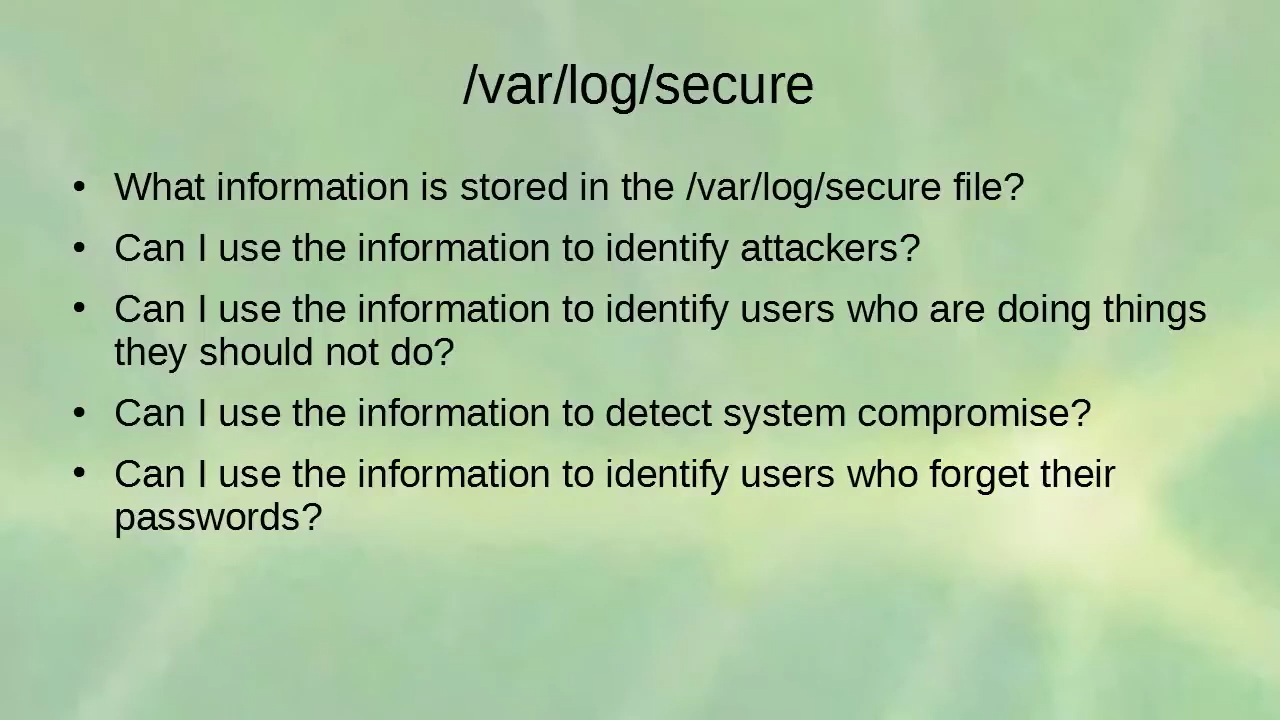 /var/log/secure
• What information is stored in the /var/log/secure file?
• Can I use the information to identify attackers?
• Can I use the information to identify users who are doing things
they should not do?
• Can I use the information to detect system compromise?
• Can I use the information to identify users who forget their
passwords?